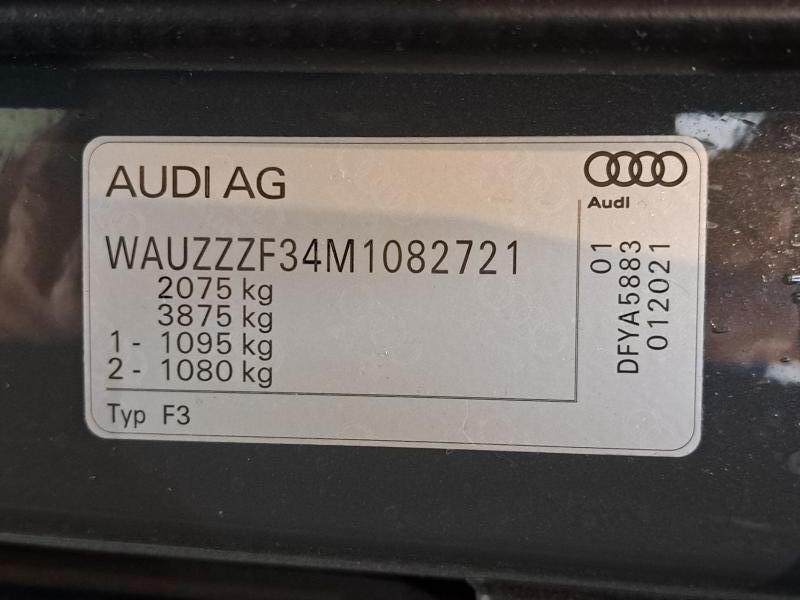 AUDI AG
Audi
WAUZZZF34M1082721
2075 kg
3875 kg
1 - 1095 kg
2 - 1080 kg
Typ F3
01
DFYA5883
012021